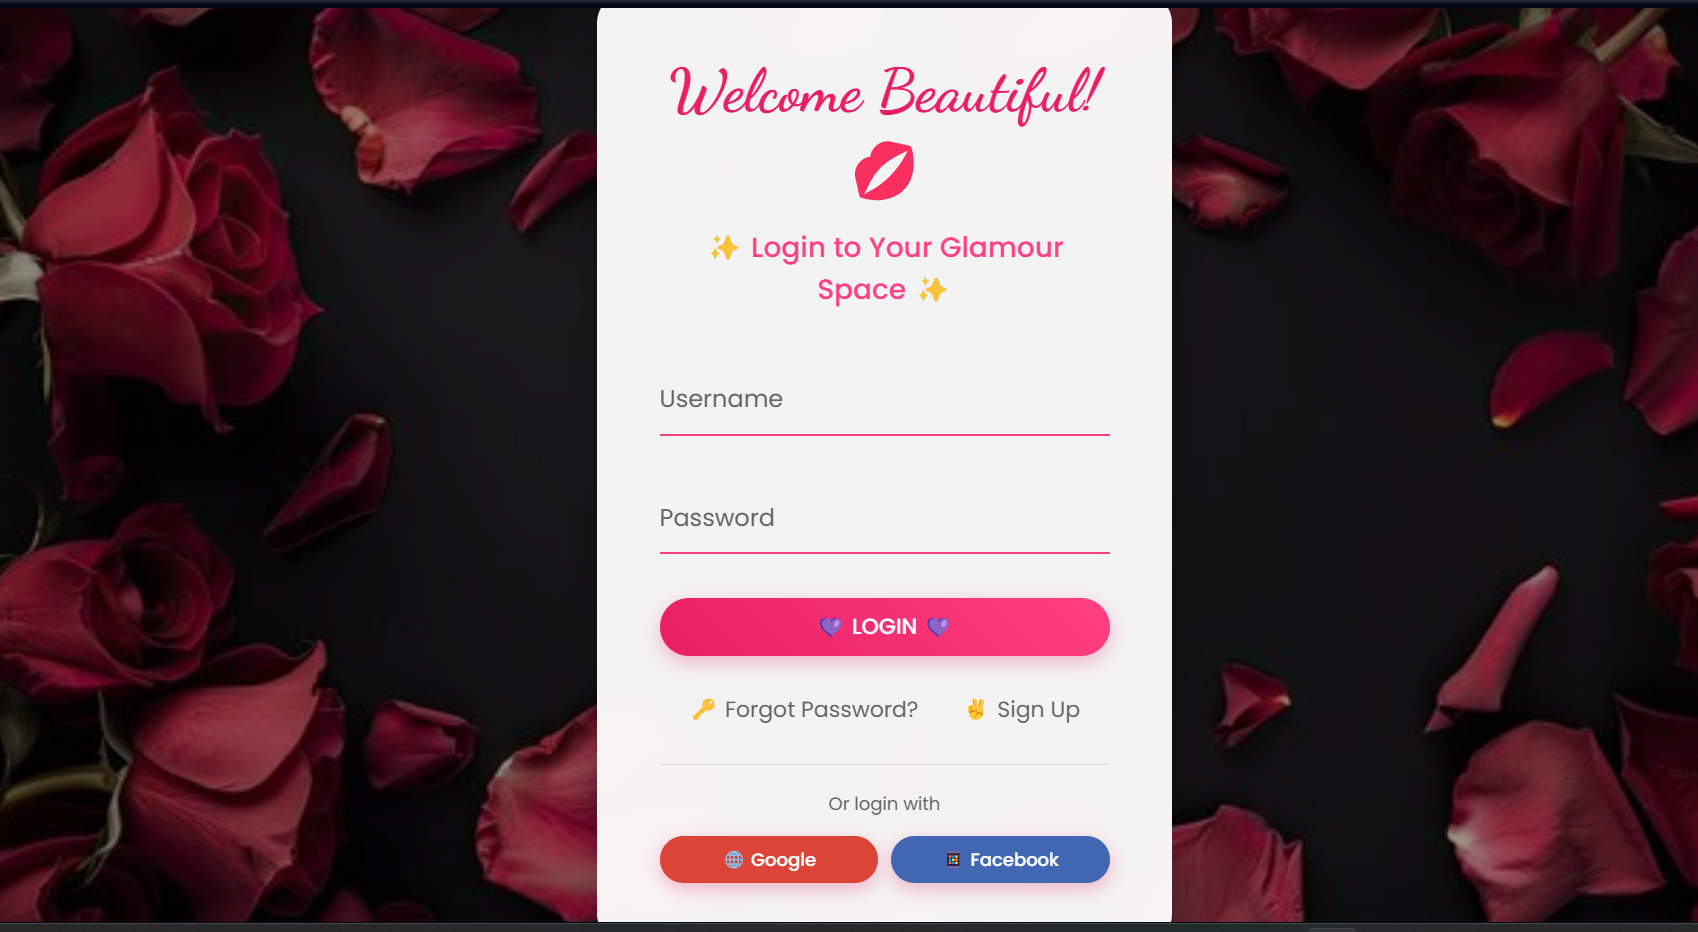 Welcome Beautiful!
💋
✨ Login to Your Glamour
Space ✨
Username
Password
💜 LOGIN 💜
🔑 Forgot Password? ✌️ Sign Up
Or login with
🌐 Google 📱 Facebook